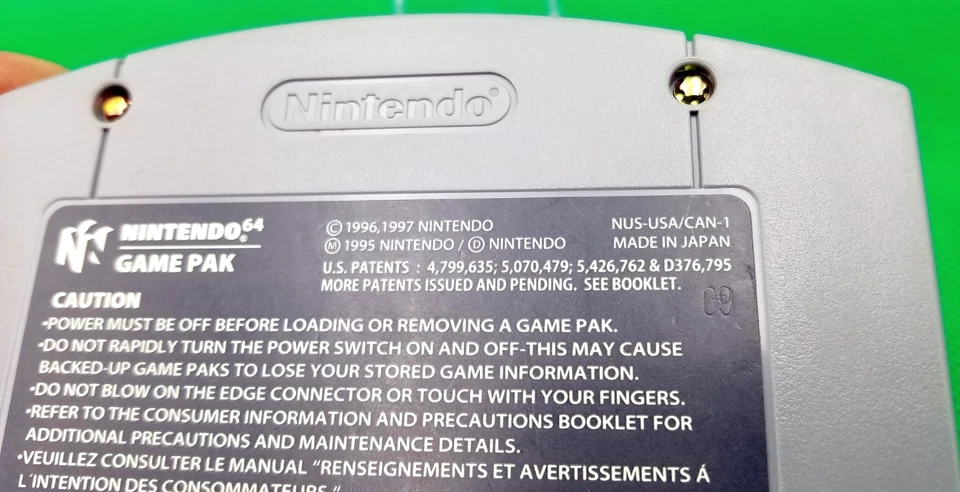 Nintendo®
NINTENDO®64
GAME PAK
© 1996,1997 NINTENDO
Ⓜ 1995 NINTENDO / Ⓓ NINTENDO
NUS-USA/CAN-1
MADE IN JAPAN
U.S. PATENTS : 4,799,635; 5,070,479; 5,426,762 & D376,795
MORE PATENTS ISSUED AND PENDING. SEE BOOKLET.
CAUTION
•POWER MUST BE OFF BEFORE LOADING OR REMOVING A GAME PAK.
•DO NOT RAPIDLY TURN THE POWER SWITCH ON AND OFF-THIS MAY CAUSE
BACKED-UP GAME PAKS TO LOSE YOUR STORED GAME INFORMATION.
•DO NOT BLOW ON THE EDGE CONNECTOR OR TOUCH WITH YOUR FINGERS.
•REFER TO THE CONSUMER INFORMATION AND PRECAUTIONS BOOKLET FOR
ADDITIONAL PRECAUTIONS AND MAINTENANCE DETAILS.
•VEUILLEZ CONSULTER LE MANUAL "RENSEIGNEMENTS ET AVERTISSEMENTS Á
L'INTENTION DES CONSOMMATEURS."